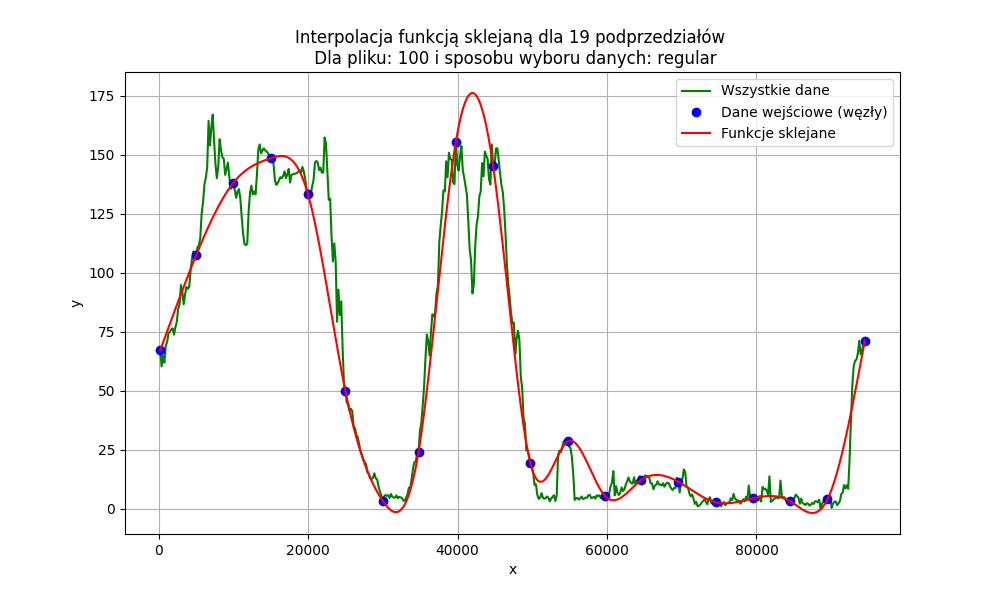 Interpolacja funkcją sklejaną dla 19 podprzedziałów
Dla pliku: 100 i sposobu wyboru danych: regular
Wszystkie dane
Dane wejściowe (węzły)
Funkcje sklejane
175
150
125
100
75
50
25
0
y
0
20000
40000
60000
80000
x